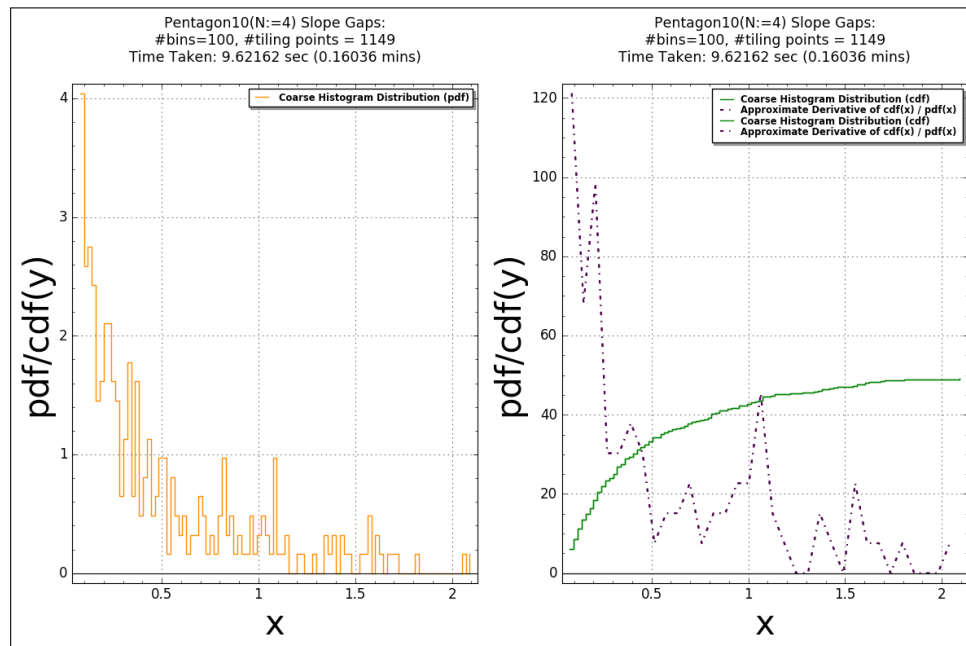 Pentagon10(N:=4) Slope Gaps:
#bins=100, #tiling points = 1149
Time Taken: 9.62162 sec (0.16036 mins)
Coarse Histogram Distribution (pdf)
4
3
2
1
0
0.5
1
1.5
2
pdf/cdf(y)
x
Pentagon10(N:=4) Slope Gaps:
#bins=100, #tiling points = 1149
Time Taken: 9.62162 sec (0.16036 mins)
Coarse Histogram Distribution (cdf)
Approximate Derivative of cdf(x) / pdf(x)
Coarse Histogram Distribution (cdf)
Approximate Derivative of cdf(x) / pdf(x)
120
100
80
60
40
20
0
0.5
1
1.5
2
pdf/cdf(y)
x